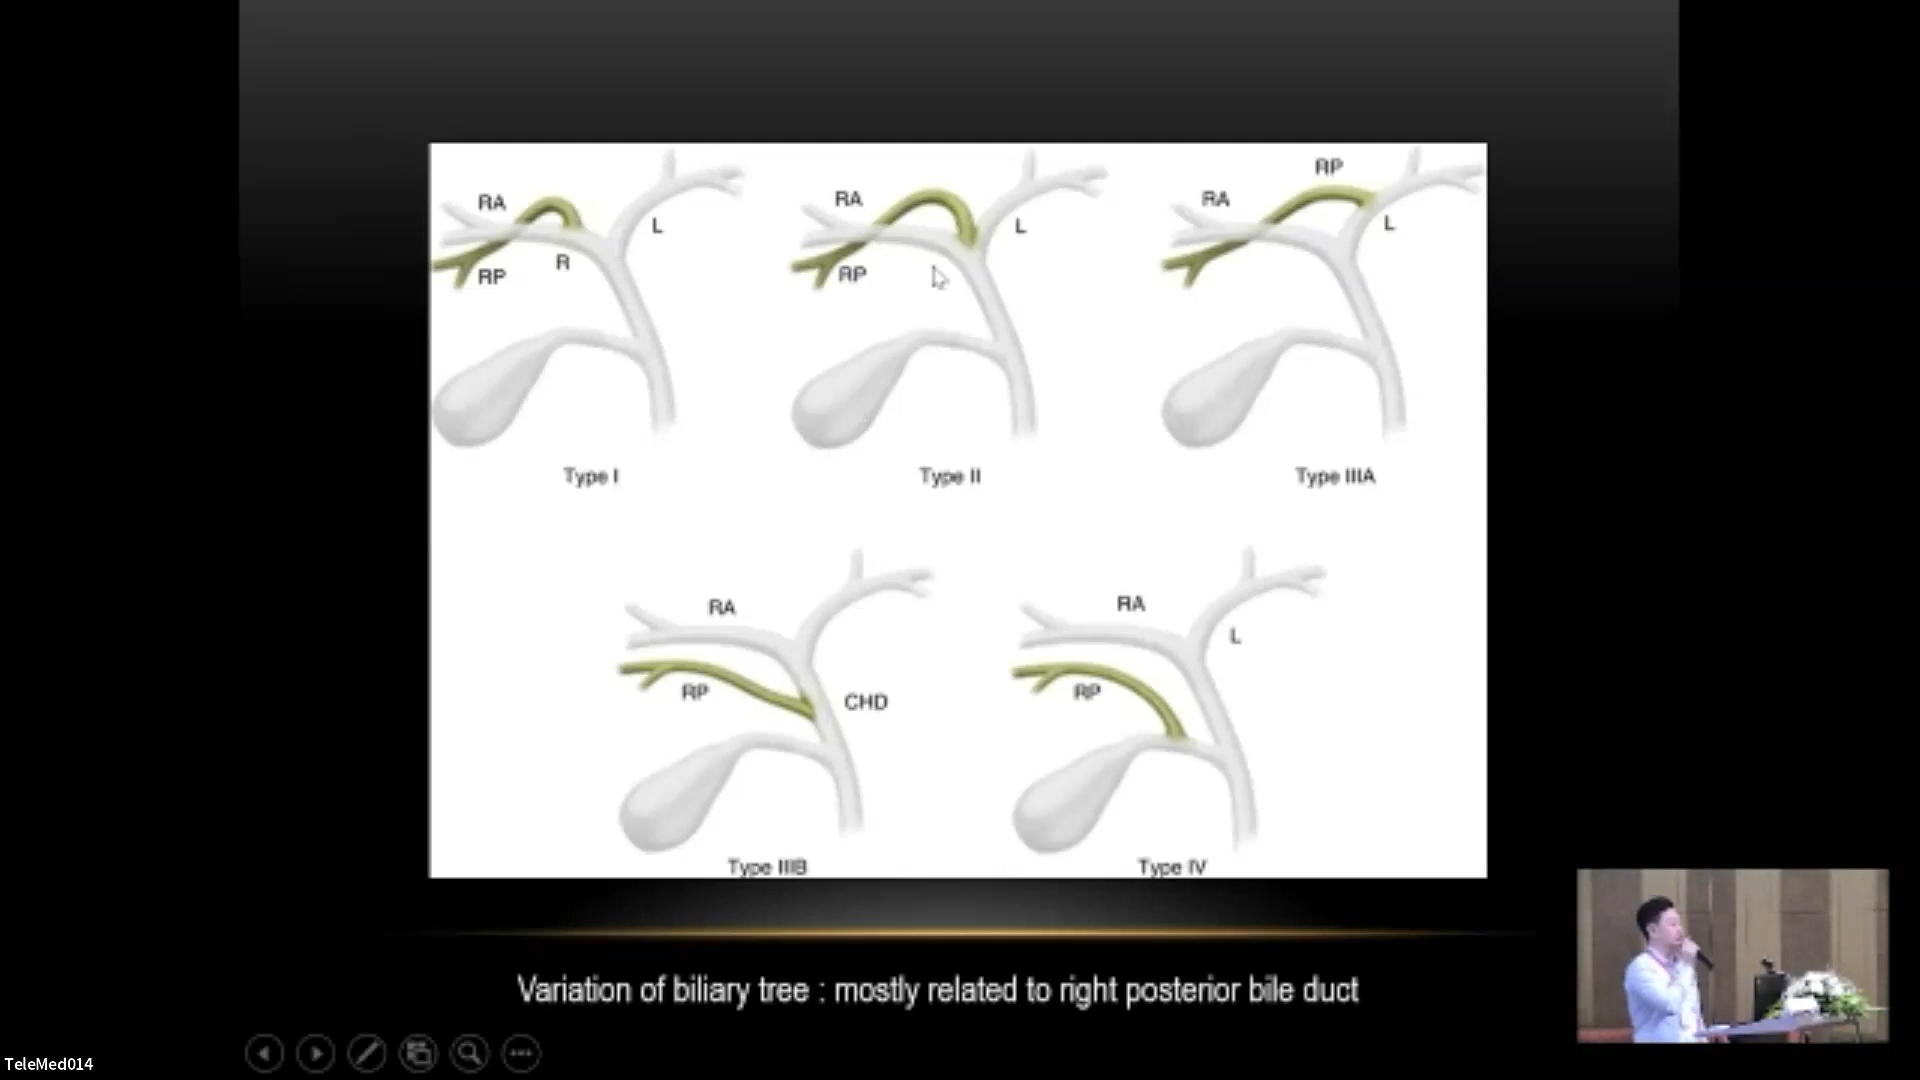 RA
RP
R
L
Type I
RA
RP
L
Type II
RA
RP
L
Type IIIA
RA
RP
CHD
Type IIIB
RA
RP
L
Type IV
Variation of biliary tree : mostly related to right posterior bile duct
TeleMed014